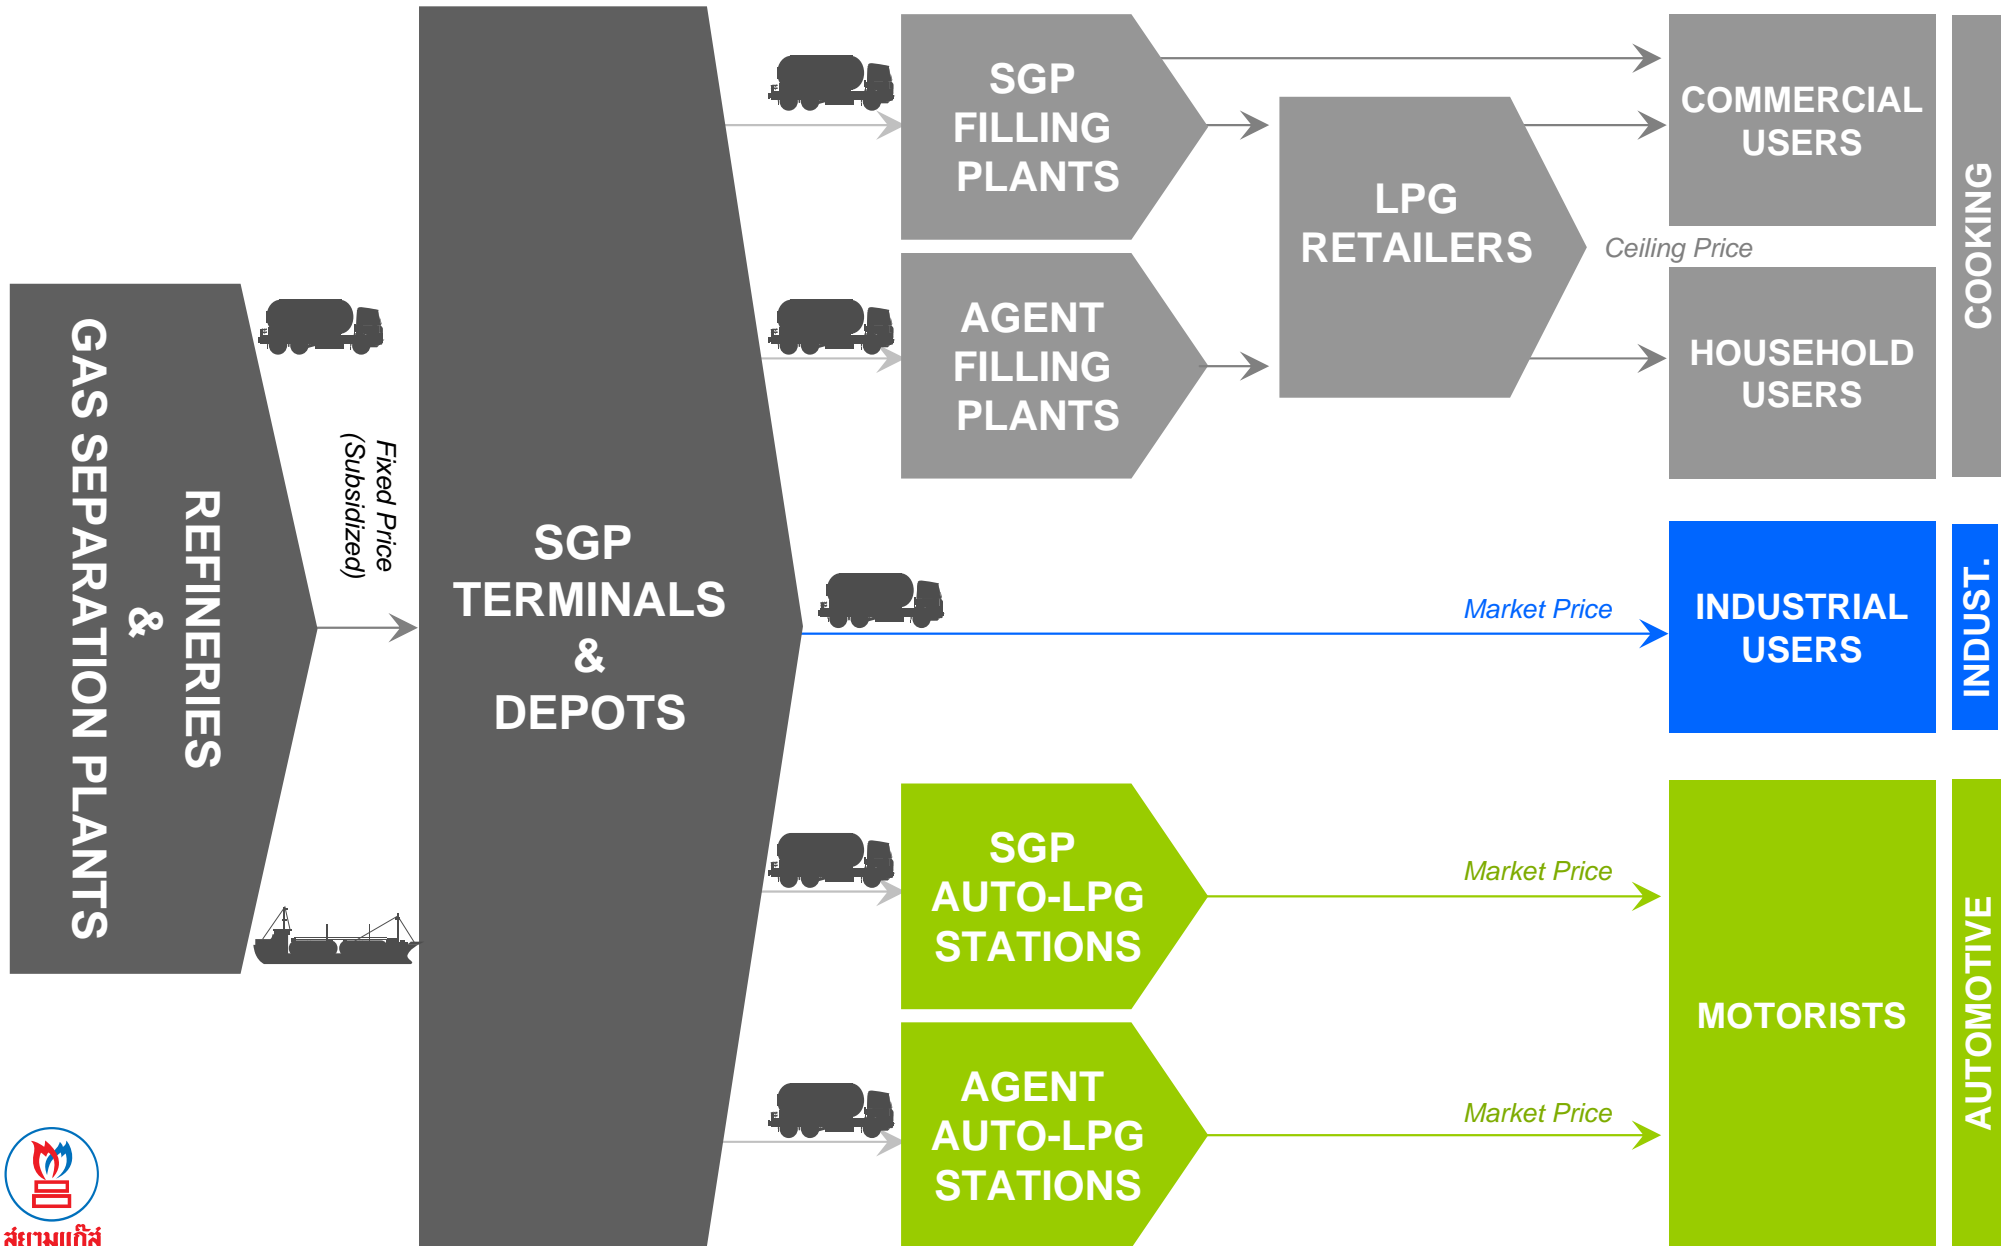 REFINERIES
&
GAS SEPARATION PLANTS
Fixed Price
(Subsidized)
SGP
TERMINALS
&
DEPOTS
SGP
FILLING
PLANTS
AGENT
FILLING
PLANTS
LPG
RETAILERS
Ceiling Price
COMMERCIAL
USERS
HOUSEHOLD
USERS
COOKING
Market Price
INDUSTRIAL
USERS
INDUST.
SGP
AUTO-LPG
STATIONS
Market Price
AGENT
AUTO-LPG
STATIONS
Market Price
MOTORISTS
AUTOMOTIVE
สยามแก๊ส